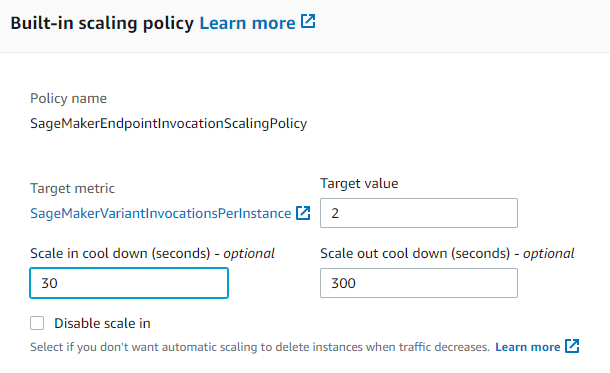 Built-in scaling policy Learn more
Policy name
SageMakerEndpointInvocationScalingPolicy
Target metric
SageMakerVariantInvocationsPerInstance
Target value
2
Scale in cool down (seconds) - optional
30
Scale out cool down (seconds) - optional
300
Disable scale in
Select if you don't want automatic scaling to delete instances when traffic decreases. Learn more